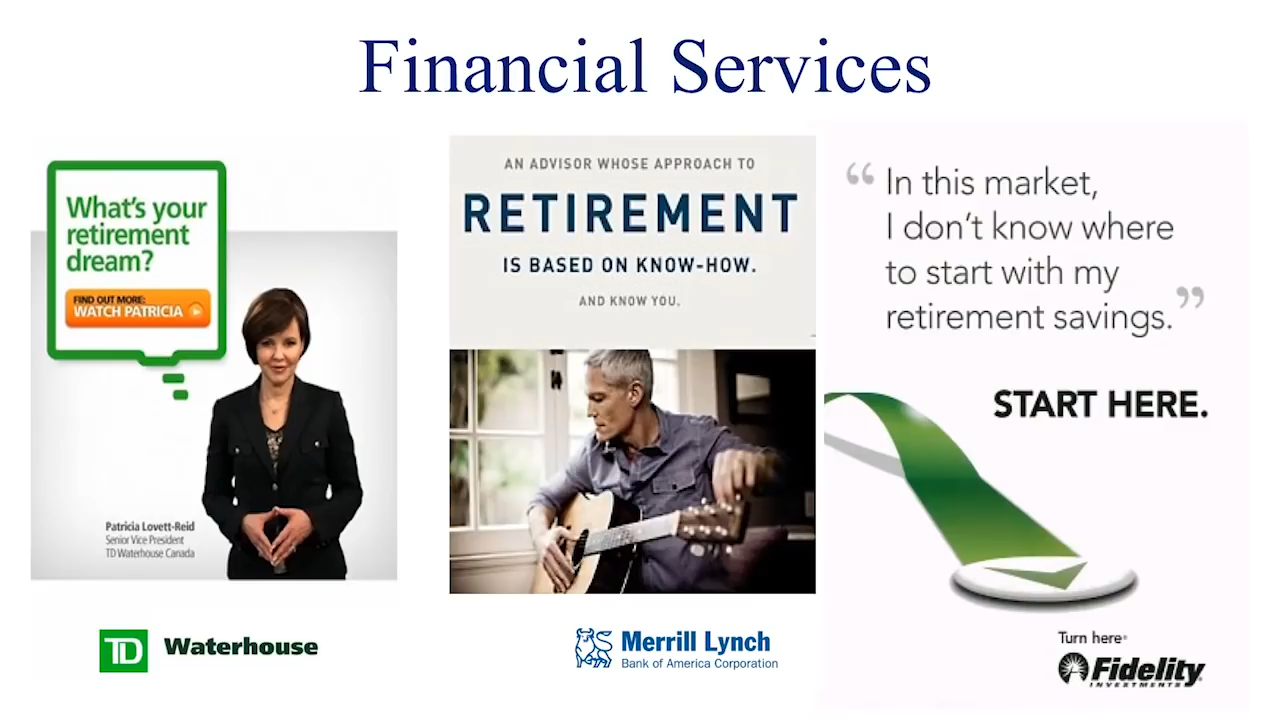 Financial Services
What's your
retirement
dream?
FIND OUT MORE:
WATCH PATRICIA
Patricia Lovett-Reid
Senior Vice President
TD Waterhouse Canada
TD Waterhouse
AN ADVISOR WHOSE APPROACH TO
RETIREMENT
IS BASED ON KNOW-HOW.
AND KNOW YOU.
Merrill Lynch
Bank of America Corporation
“In this market,
I don't know where
to start with my
retirement savings.”
START HERE.
Turn here®
Fidelity
INVESTMENTS